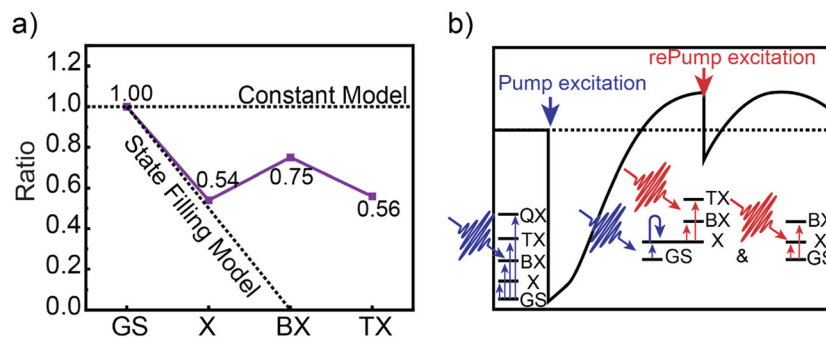 a)
1.2
1.0
0.8
0.6
0.4
0.2
0.0
Ratio
1.00
Constant Model
State Filling Model
0.54
0.75
0.56
GS X BX TX
b)
rePump excitation
Pump excitation
QX
TX
BX
X
GS
GS
TX
BX
X
&
BX
X
GS